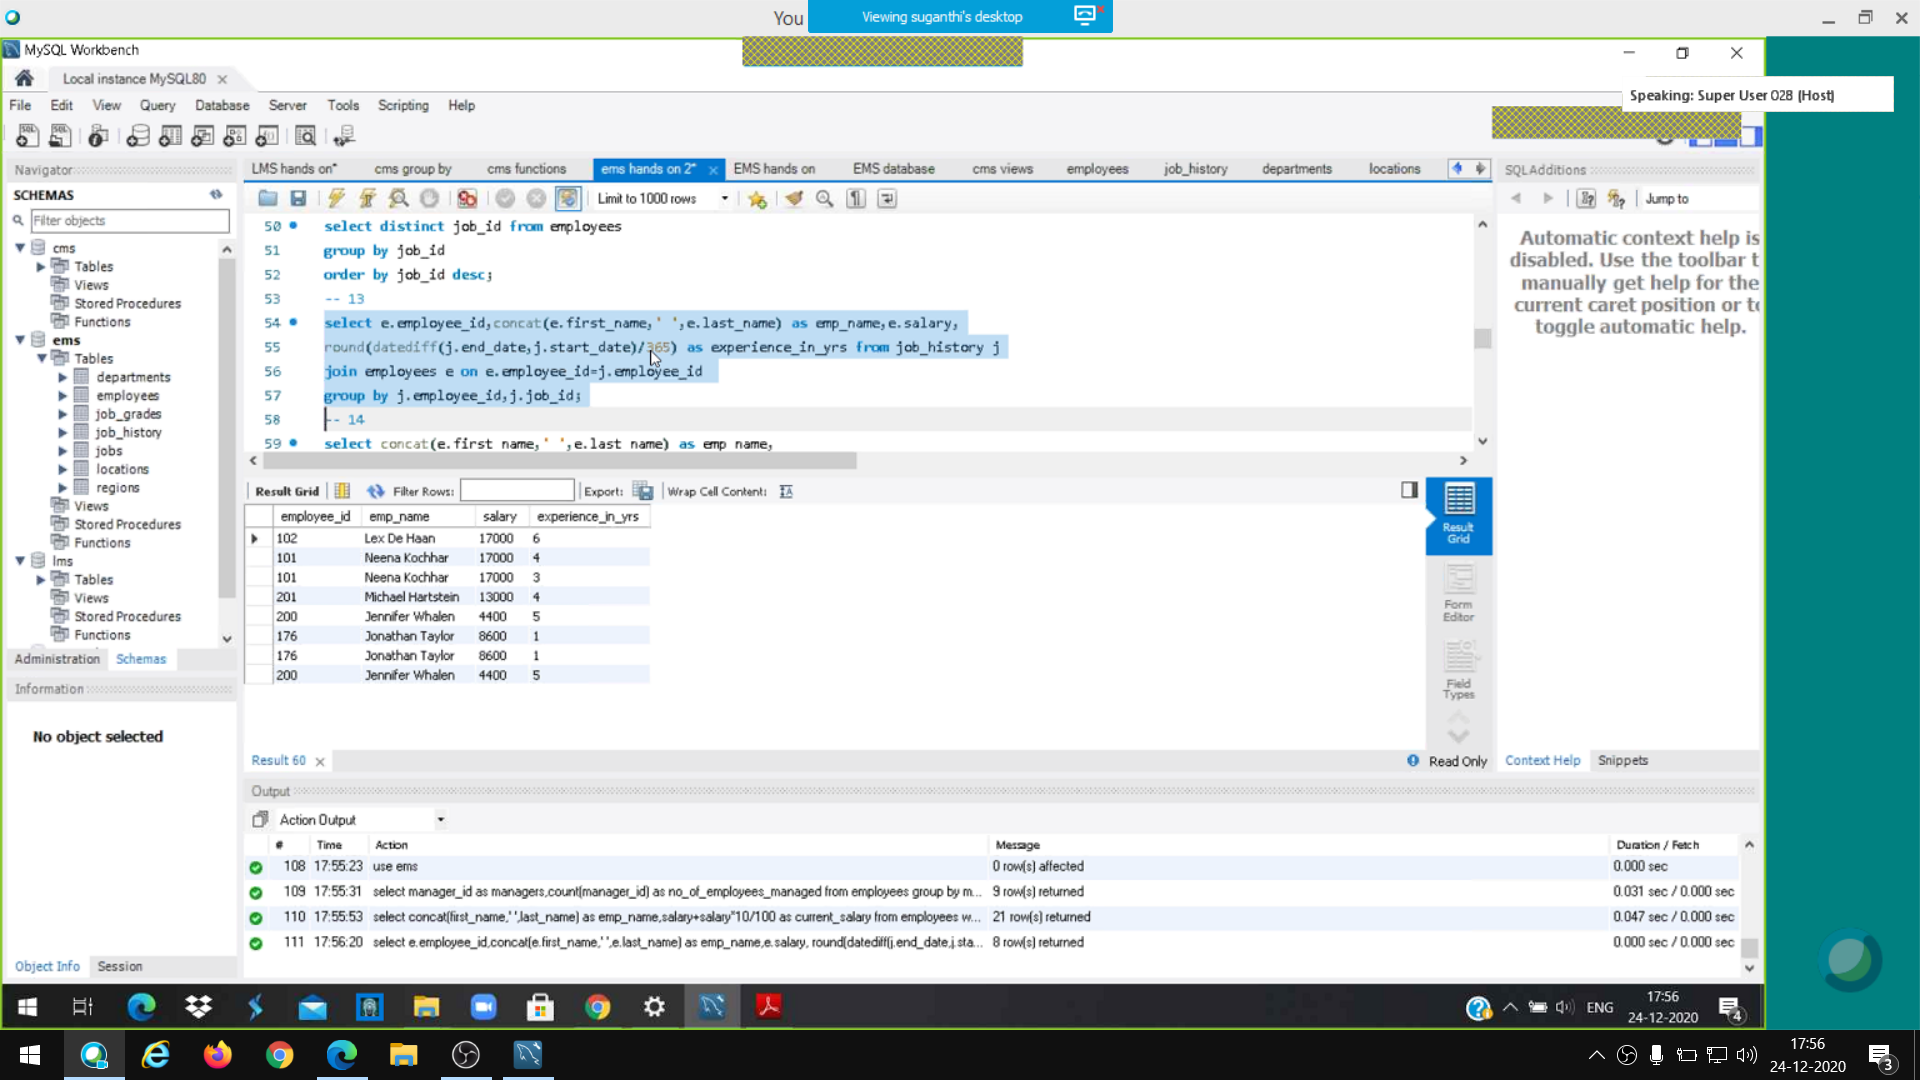 You
Viewing suganthi's desktop
MySQL Workbench
Local instance MySQL80
Speaking: Super User 028 (Host)
File Edit View Query Database Server Tools Scripting Help
Navigator
LMS hands on* cms group by cms functions ems hands on 2* EMS hands on EMS database cms views employees job_history departments locations
SQLAdditions
SCHEMAS
Limit to 1000 rows
Jump to
Filter objects
cms
Tables
Views
Stored Procedures
Functions
ems
Tables
departments
employees
job_grades
job_history
jobs
locations
regions
Views
Stored Procedures
Functions
lms
Tables
Views
Stored Procedures
Functions
Administration Schemas
Information
No object selected
Object Info Session
50 select distinct job_id from employees
51 group by job_id
52 order by job_id desc;
53 -- 13
54 select e.employee_id,concat(e.first_name,' ',e.last_name) as emp_name,e.salary,
55 round(datediff(j.end_date,j.start_date)/365) as experience_in_yrs from job_history j
56 join employees e on e.employee_id=j.employee_id
57 group by j.employee_id,j.job_id;
58 -- 14
59 select concat(e.first_name,' ',e.last_name) as emp_name,
Automatic context help is
disabled. Use the toolbar t
manually get help for the
current caret position or to
toggle automatic help.
Result Grid Filter Rows: Export: Wrap Cell Content:
employee_id emp_name salary experience_in_yrs
102 Lex De Haan 17000 6
101 Neena Kochhar 17000 4
101 Neena Kochhar 17000 3
201 Michael Hartstein 13000 4
200 Jennifer Whalen 4400 5
176 Jonathan Taylor 8600 1
176 Jonathan Taylor 8600 1
200 Jennifer Whalen 4400 5
Result
Grid
Form
Editor
Field
Types
Result 60
Read Only
Context Help Snippets
Output
Action Output
# Time Action Message Duration / Fetch
108 17:55:23 use ems 0 row(s) affected 0.000 sec
109 17:55:31 select manager_id as managers,count(manager_id) as no_of_employees_managed from employees group by m... 9 row(s) returned 0.031 sec / 0.000 sec
110 17:55:53 select concat(first_name,' ',last_name) as emp_name,salary+salary*10/100 as current_salary from employees w... 21 row(s) returned 0.047 sec / 0.000 sec
111 17:56:20 select e.employee_id,concat(e.first_name,' ',e.last_name) as emp_name,e.salary, round(datediff(j.end_date,j.sta... 8 row(s) returned 0.000 sec / 0.000 sec
ENG
17:56
24-12-2020
4
17:56
24-12-2020
3